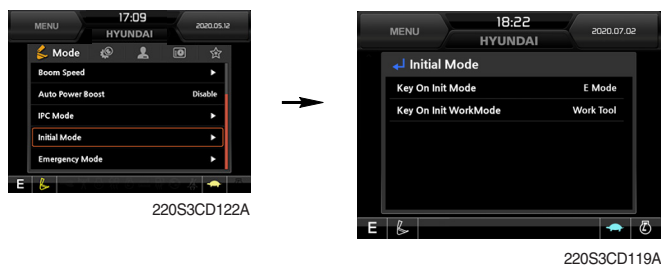 MENU 17:09 2020.05.12
HYUNDAI
Mode
Boom Speed
Auto Power Boost Disable
IPC Mode
Initial Mode
Emergency Mode
E
220S3CD122A
MENU 18:22 2020.07.02
HYUNDAI
Initial Mode
Key On Init Mode E Mode
Key On Init WorkMode Work Tool
E
220S3CD119A